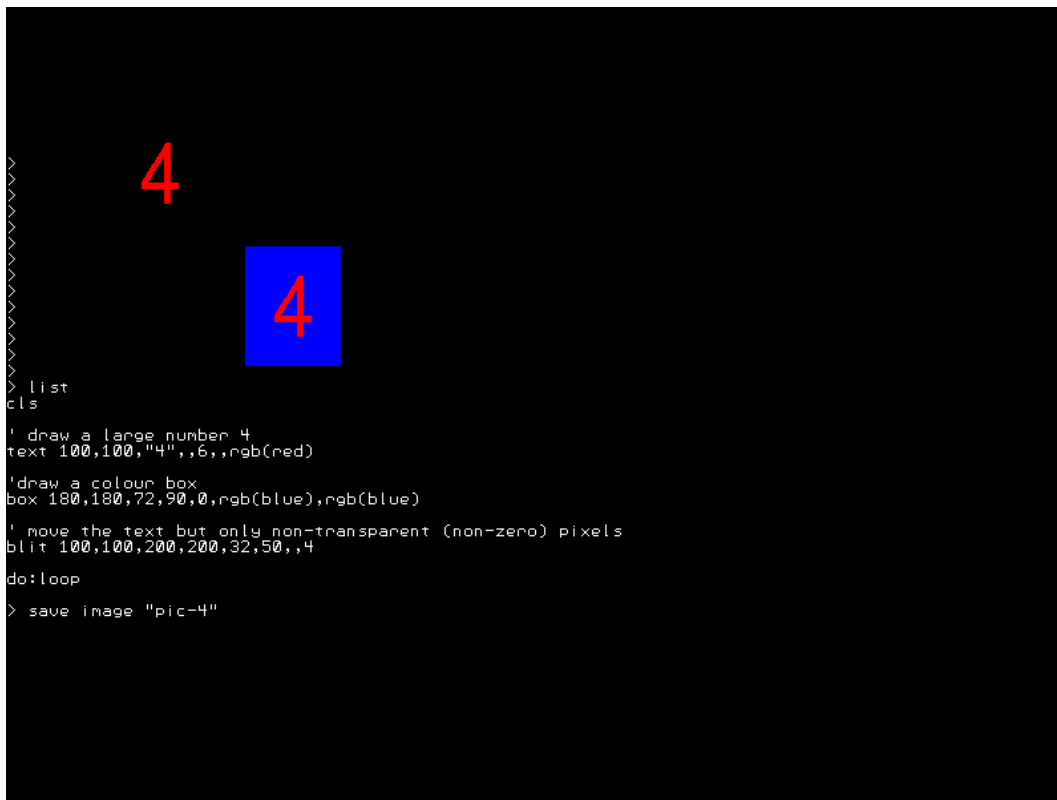 >
4
>
>
>
>
>
>
>
>
4
>
>
>
>
>
> list
cls
' draw a large number 4
text 100,100,"4",,6,,rgb(red)
'draw a colour box
box 180,180,72,90,0,rgb(blue),rgb(blue)
' move the text but only non-transparent (non-zero) pixels
blit 100,100,200,200,32,50,,4
do:loop
> save image "pic-4"